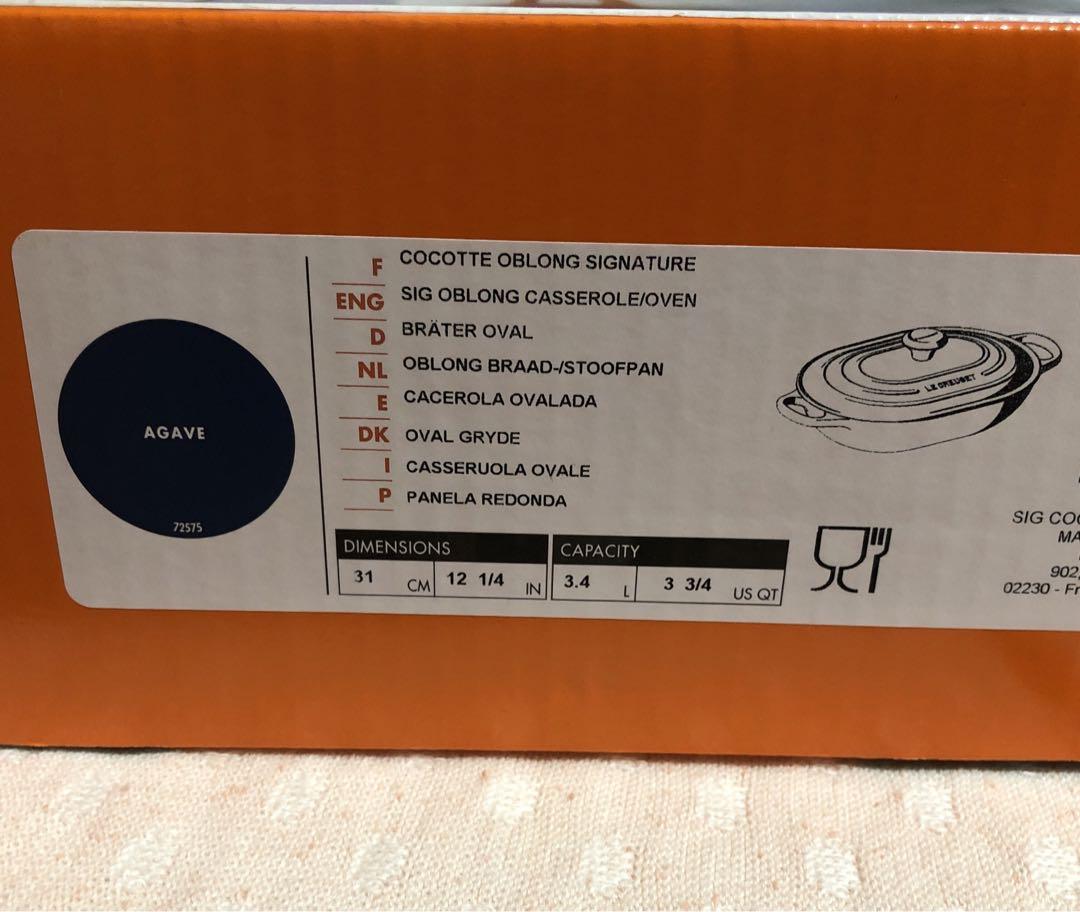 AGAVE
72575
F COCOTTE OBLONG SIGNATURE
ENG SIG OBLONG CASSEROLE/OVEN
D BRÄTER OVAL
NL OBLONG BRAAD-/STOOFPAN
E CACEROLA OVALADA
DK OVAL GRYDE
I CASSERUOLA OVALE
P PANELA REDONDA
DIMENSIONS CAPACITY
31 CM 12 1/4 IN 3.4 L 3 3/4 US QT
LE CREUSET
SIG
902,
02230 - Fr